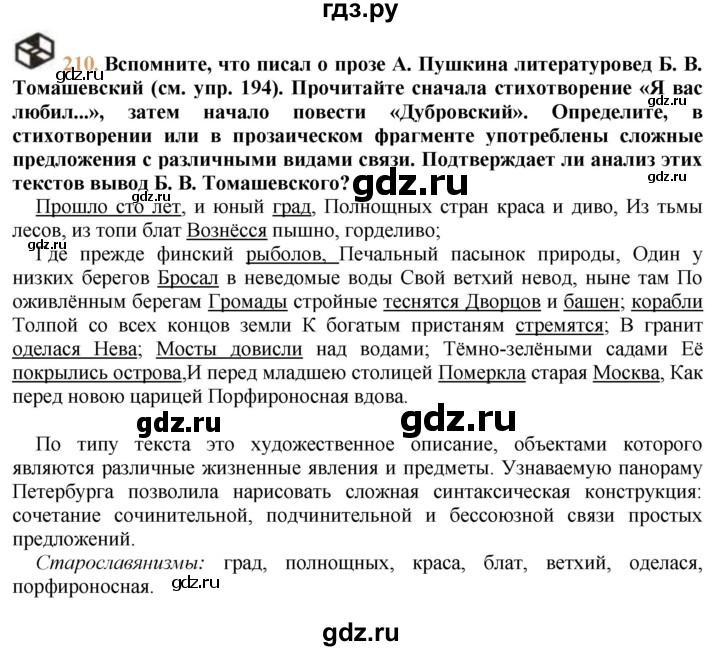 гдз.ру
210. Вспомните, что писал о прозе А. Пушкина литературовед Б. В.
Томашевский (см. упр. 194). Прочитайте сначала стихотворение «Я вас
любил...», затем начало повести «Дубровский». Определите, в
стихотворении или в прозаическом фрагменте употреблены сложные
предложения с различными видами связи. Подтверждает ли анализ этих
текстов вывод Б. В. Томашевского?
gdz.ru
gdz.ru
gdz.ru
gdz.ru
Прошло сто лет, и юный град, Полнощных стран краса и диво, Из тьмы
лесов, из топи блат Вознёсся пышно, горделиво;
Где прежде финский рыболов, Печальный пасынок природы, Один у
низких берегов Бросал в неведомые воды Свой ветхий невод, ныне там По
оживлённым берегам Громады стройные теснятся Дворцов и башен; корабли
Толпой со всех концов земли К богатым пристаням стремятся; В гранит
оделася Нева; Мосты довисли над водами; Тёмно-зелёными садами Её
покрылись острова,И перед младшею столицей Померкла старая Москва, Как
перед новою царицей Порфироносная вдова.
gdz.ru
gdz.ru
gdz.ru
По типу текста это художественное описание, объектами которого
являются различные жизненные явления и предметы. Узнаваемую панораму
Петербурга позволила нарисовать сложная синтаксическая конструкция:
сочетание сочинительной, подчинительной и бессоюзной связи простых
предложений.
Старославянизмы: град, полнощных, краса, блат, ветхий, оделася,
порфироносная.
gdz.ru
gdz.ru
gdz.ru